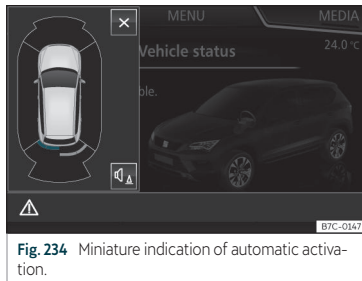 MENU
MEDIA
Vehicle status
24.0 °C
ble.
B7C-0147
Fig. 234 Miniature indication of automatic activa-
tion.